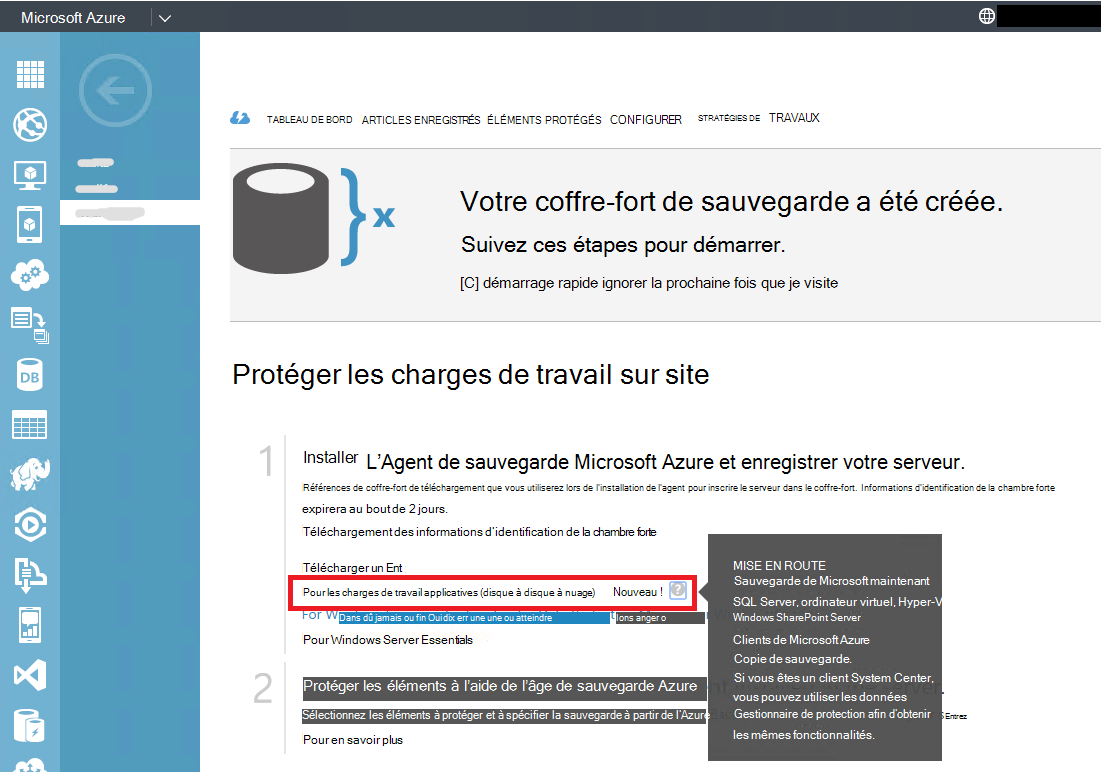 Microsoft Azure
TABLEAU DE BORD ARTICLES ENREGISTRÉS ÉLÉMENTS PROTÉGÉS CONFIGURER STRATÉGIES DE TRAVAUX
x
Votre coffre-fort de sauvegarde a été créée.
Suivez ces étapes pour démarrer.
[C] démarrage rapide ignorer la prochaine fois que je visite
DB
Protéger les charges de travail sur site
1
Installer L'Agent de sauvegarde Microsoft Azure et enregistrer votre serveur.
Références de coffre-fort de téléchargement que vous utiliserez lors de l'installation de l'agent pour inscrire le serveur dans le coffre-fort. Informations d'identification de la chambre forte
expirera au bout de 2 jours.
Téléchargement des informations d'identification de la chambre forte
Télécharger un Ent
Pour les charges de travail applicatives (disque à disque à nuage) Nouveau ! ?
For
Dans dû jamais ou fin Ouidix err une une ou atteindre
Ions anger o
Pour Windows Server Essentials
2
Protéger les éléments à l'aide de l'âge de sauvegarde Azure
Sélectionnez les éléments à protéger et à spécifier la sauvegarde à partir de l'Azure
Entrez
Pour en savoir plus
MISE EN ROUTE
Sauvegarde de Microsoft maintenant
SQL Server, ordinateur virtuel, Hyper-V
Windows SharePoint Server
Clients de Microsoft Azure
Copie de sauvegarde.
Si vous êtes un client System Center,
vous pouvez utiliser les données
Gestionnaire de protection afin d'obtenir
les mêmes fonctionnalités.